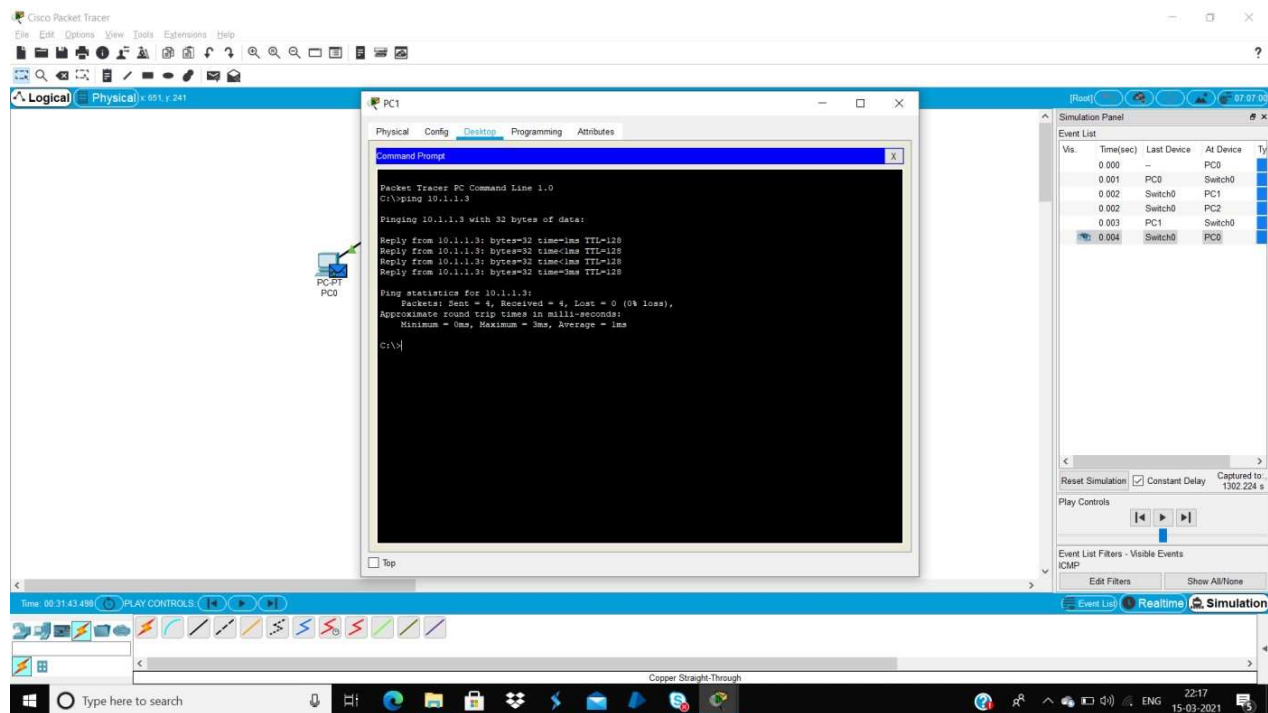 Cisco Packet Tracer
File Edit Options View Tools Extensions Help
?
Logical Physical x: 651, y: 241
[Root] 07:07:00
PC1
Physical Config Desktop Programming Attributes
Command Prompt X
Packet Tracer PC Command Line 1.0
C:\>ping 10.1.1.3
Pinging 10.1.1.3 with 32 bytes of data:
Reply from 10.1.1.3: bytes=32 time=1ms TTL=128
Reply from 10.1.1.3: bytes=32 time<1ms TTL=128
Reply from 10.1.1.3: bytes=32 time<1ms TTL=128
Reply from 10.1.1.3: bytes=32 time=3ms TTL=128
Ping statistics for 10.1.1.3:
Packets: Sent = 4, Received = 4, Lost = 0 (0% loss),
Approximate round trip times in milli-seconds:
Minimum = 0ms, Maximum = 3ms, Average = 1ms
C:\>
Top
PC-PT
PC0
Simulation Panel
Event List
Vis. Time(sec) Last Device At Device Ty
0.000 -- PC0
0.001 PC0 Switch0
0.002 Switch0 PC1
0.002 Switch0 PC2
0.003 PC1 Switch0
0.004 Switch0 PC0
Reset Simulation Constant Delay Captured to:
1302.224 s
Play Controls
Event List Filters - Visible Events
ICMP
Edit Filters Show All/None
Time: 00:31:43.498 PLAY CONTROLS:
Event List Realtime Simulation
Copper Straight-Through
Type here to search
ENG
22:17
15-03-2021
5